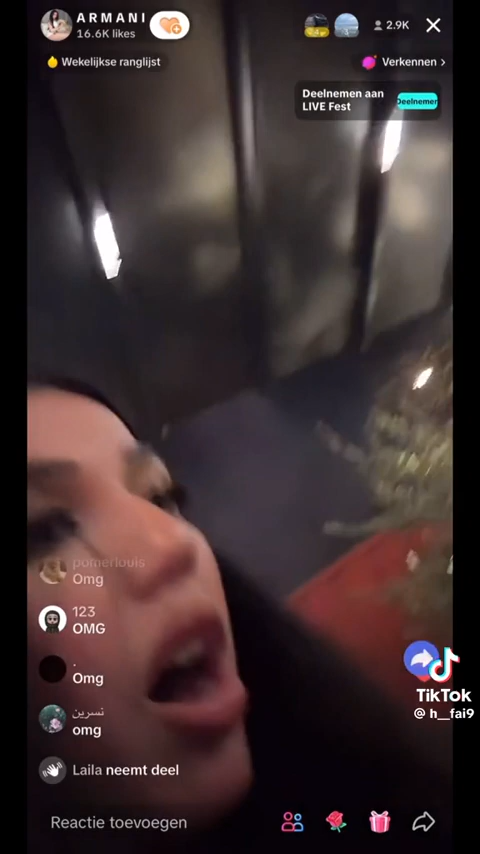 ARMANI
16.6K likes
2.9K
Wekelijkse ranglijst
Verkennen >
Deelnemen aan
LIVE Fest
Deelnemen
pomerlouis
Omg
123
OMG
.
Omg
نسرين
omg
Laila neemt deel
TikTok
@ h__fai9
Reactie toevoegen